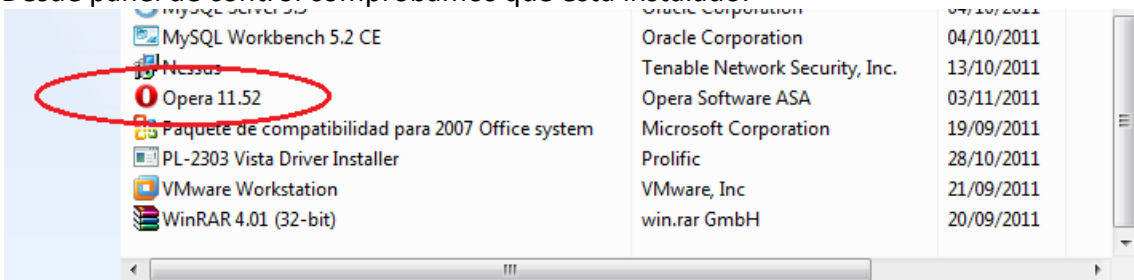 Desde panel de control comprobamos que está instalado.
MySQL Server 5.5 Oracle Corporation 04/10/2011
MySQL Workbench 5.2 CE Oracle Corporation 04/10/2011
Nessus Tenable Network Security, Inc. 13/10/2011
Opera 11.52 Opera Software ASA 03/11/2011
Paquete de compatibilidad para 2007 Office system Microsoft Corporation 19/09/2011
PL-2303 Vista Driver Installer Prolific 28/10/2011
VMware Workstation VMware, Inc 21/09/2011
WinRAR 4.01 (32-bit) win.rar GmbH 20/09/2011